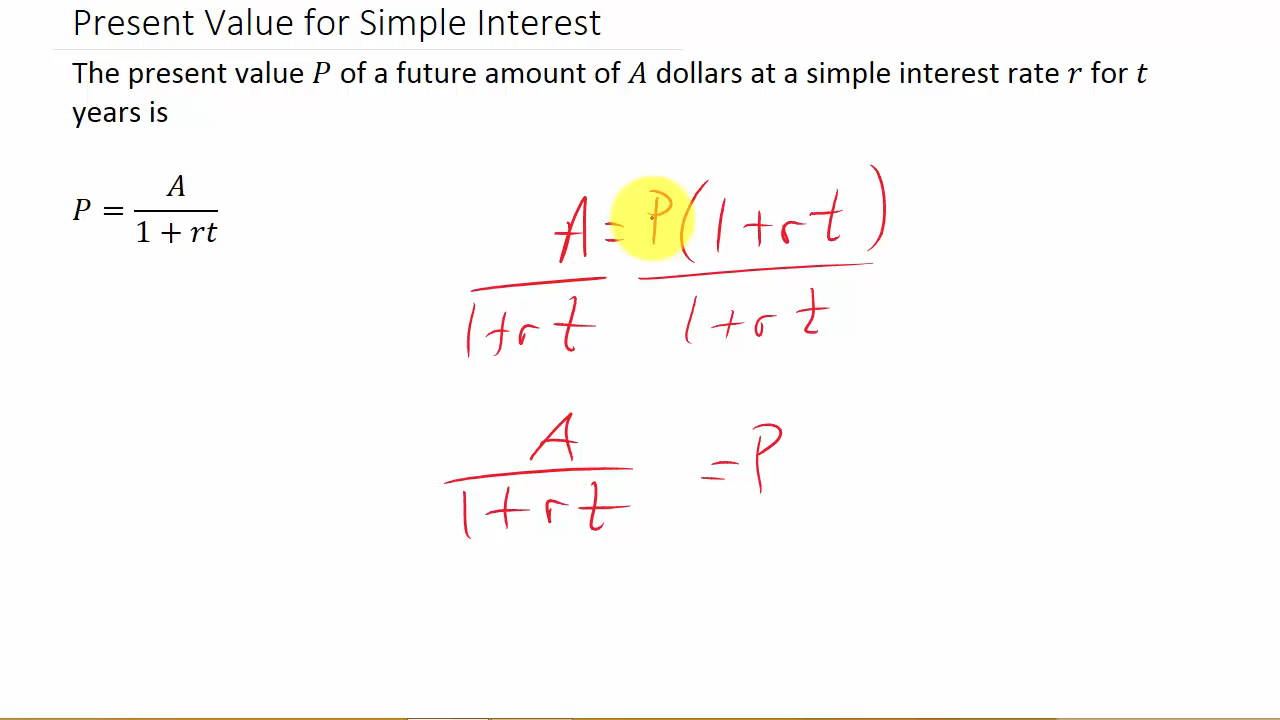 Present Value for Simple Interest
The present value P of a future amount of A dollars at a simple interest rate r for t
years is
P = A / (1 + rt)
A = P(1 + rt)
1 + rt 1 + rt
A / (1 + rt) = P